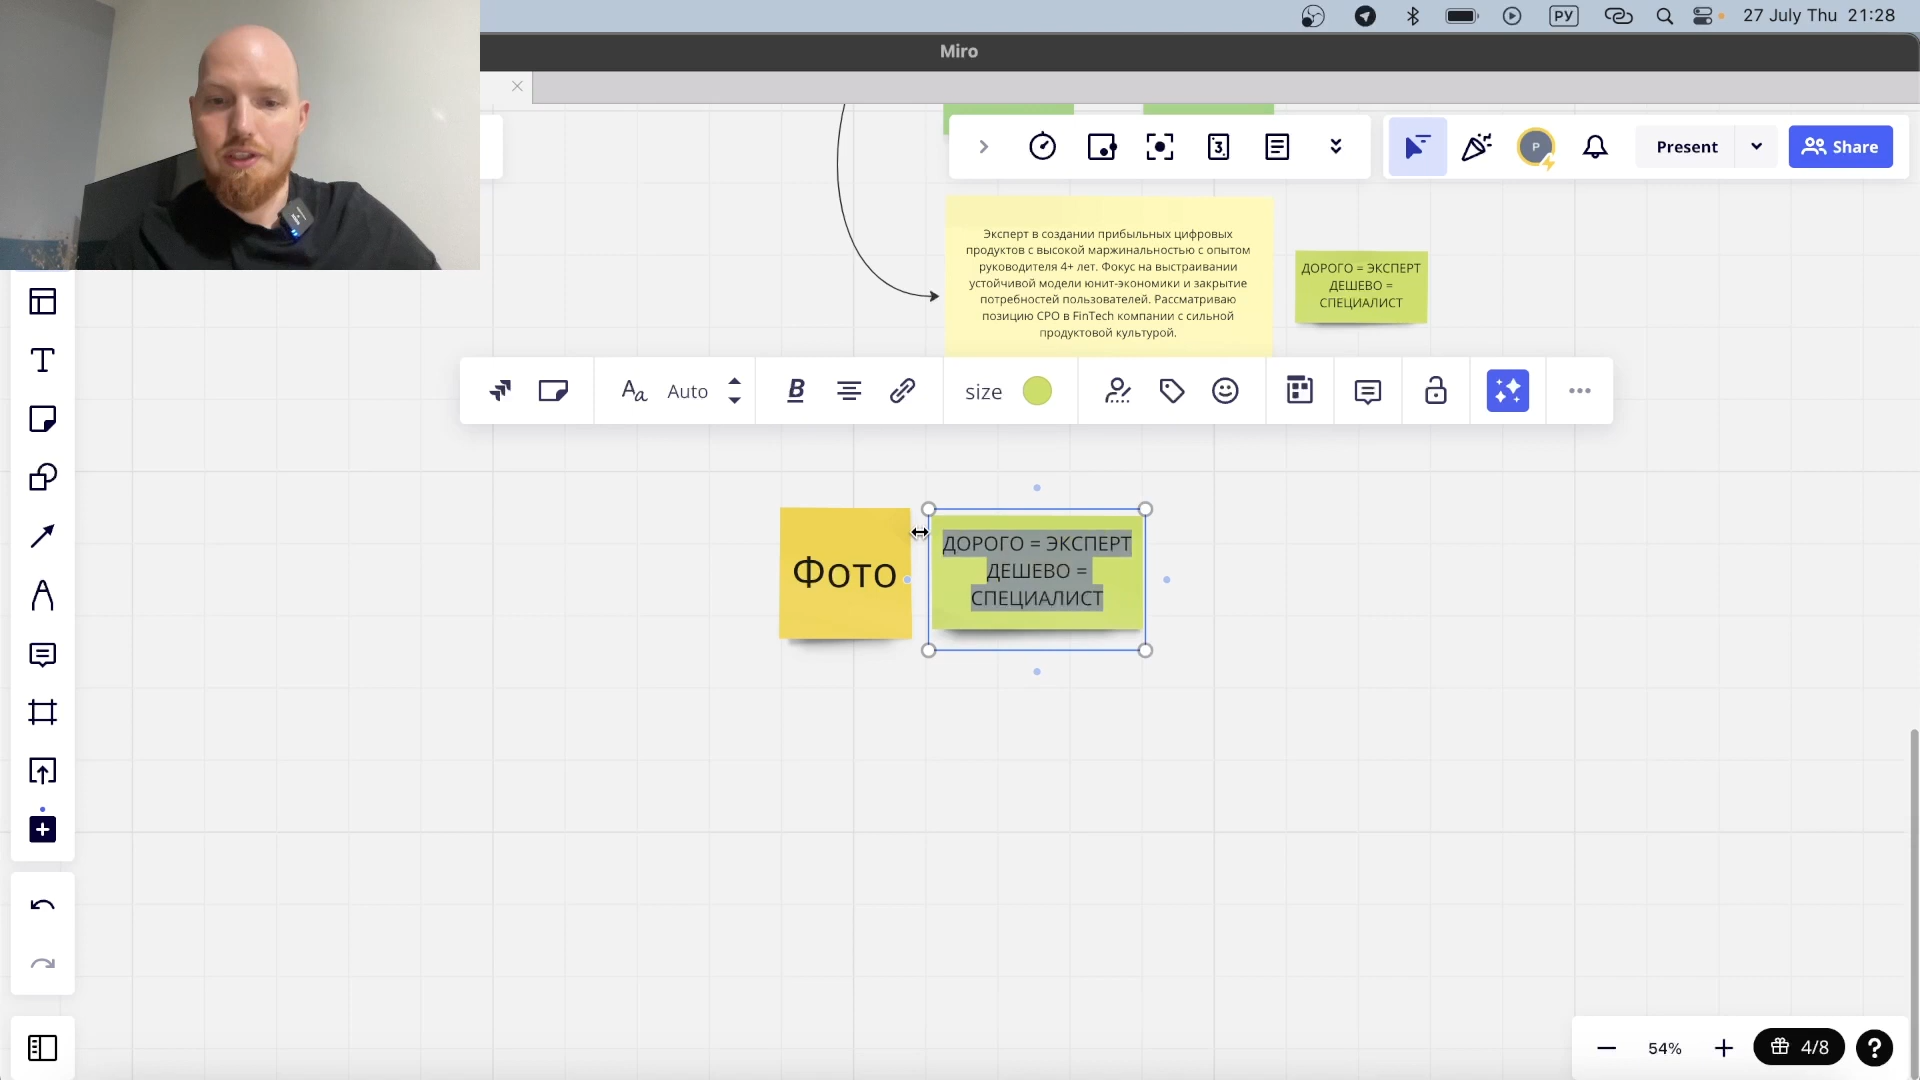 РУ
27 July Thu 21:28
Miro
3
P
Present
Share
Эксперт в создании прибыльных цифровых
продуктов с высокой маржинальностью с опытом
руководителя 4+ лет. Фокус на выстраивании
устойчивой модели юнит-экономики и закрытие
потребностей пользователей. Рассматриваю
позицию CPO в FinTech компании с сильной
продуктовой культурой.
ДОРОГО = ЭКСПЕРТ
ДЕШЕВО =
СПЕЦИАЛИСТ
Auto
B
size
Фото
ДОРОГО = ЭКСПЕРТ
ДЕШЕВО =
СПЕЦИАЛИСТ
54%
4/8
?